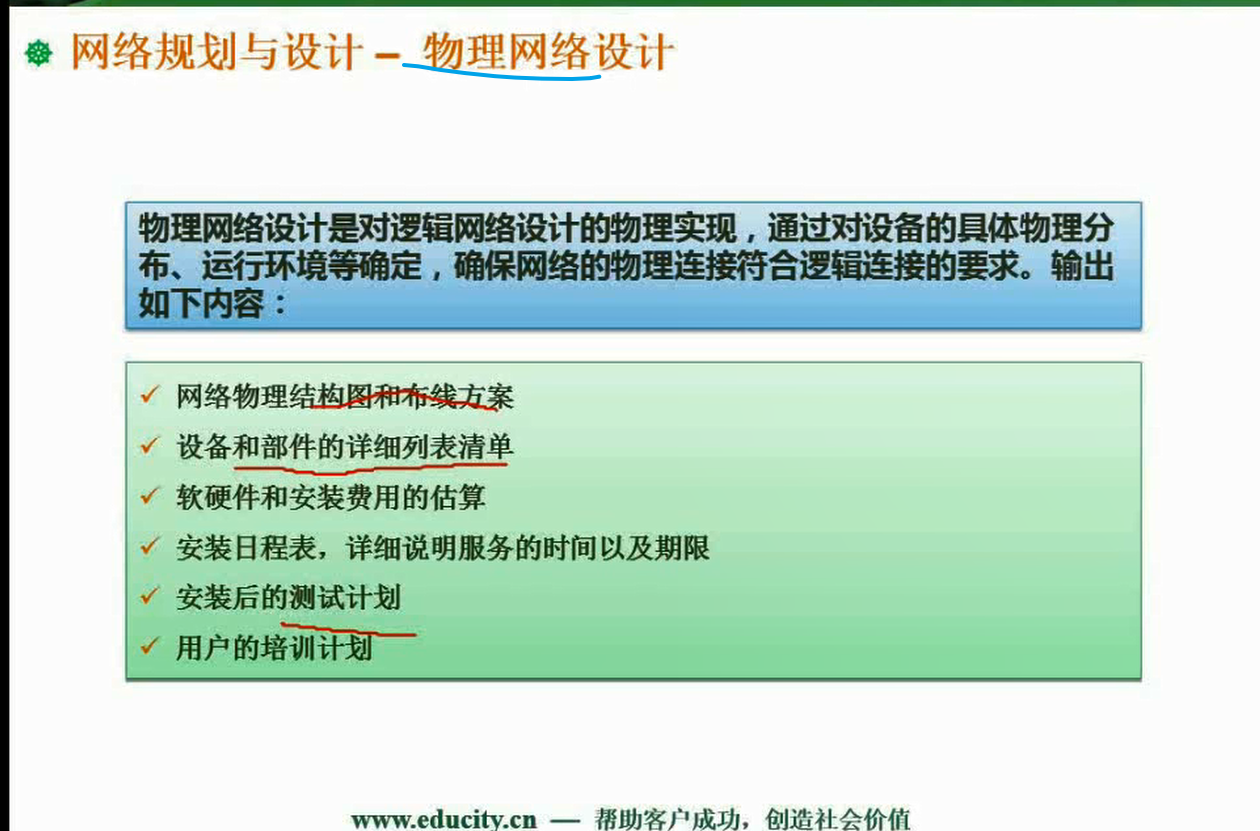 网络规划与设计 – 物理网络设计
物理网络设计是对逻辑网络设计的物理实现，通过对设备的具体物理分
布、运行环境等确定，确保网络的物理连接符合逻辑连接的要求。输出
如下内容：
网络物理结构图和布线方案
设备和部件的详细列表清单
软硬件和安装费用的估算
安装日程表，详细说明服务的时间以及期限
安装后的测试计划
用户的培训计划
www.educity.cn — 帮助客户成功，创造社会价值